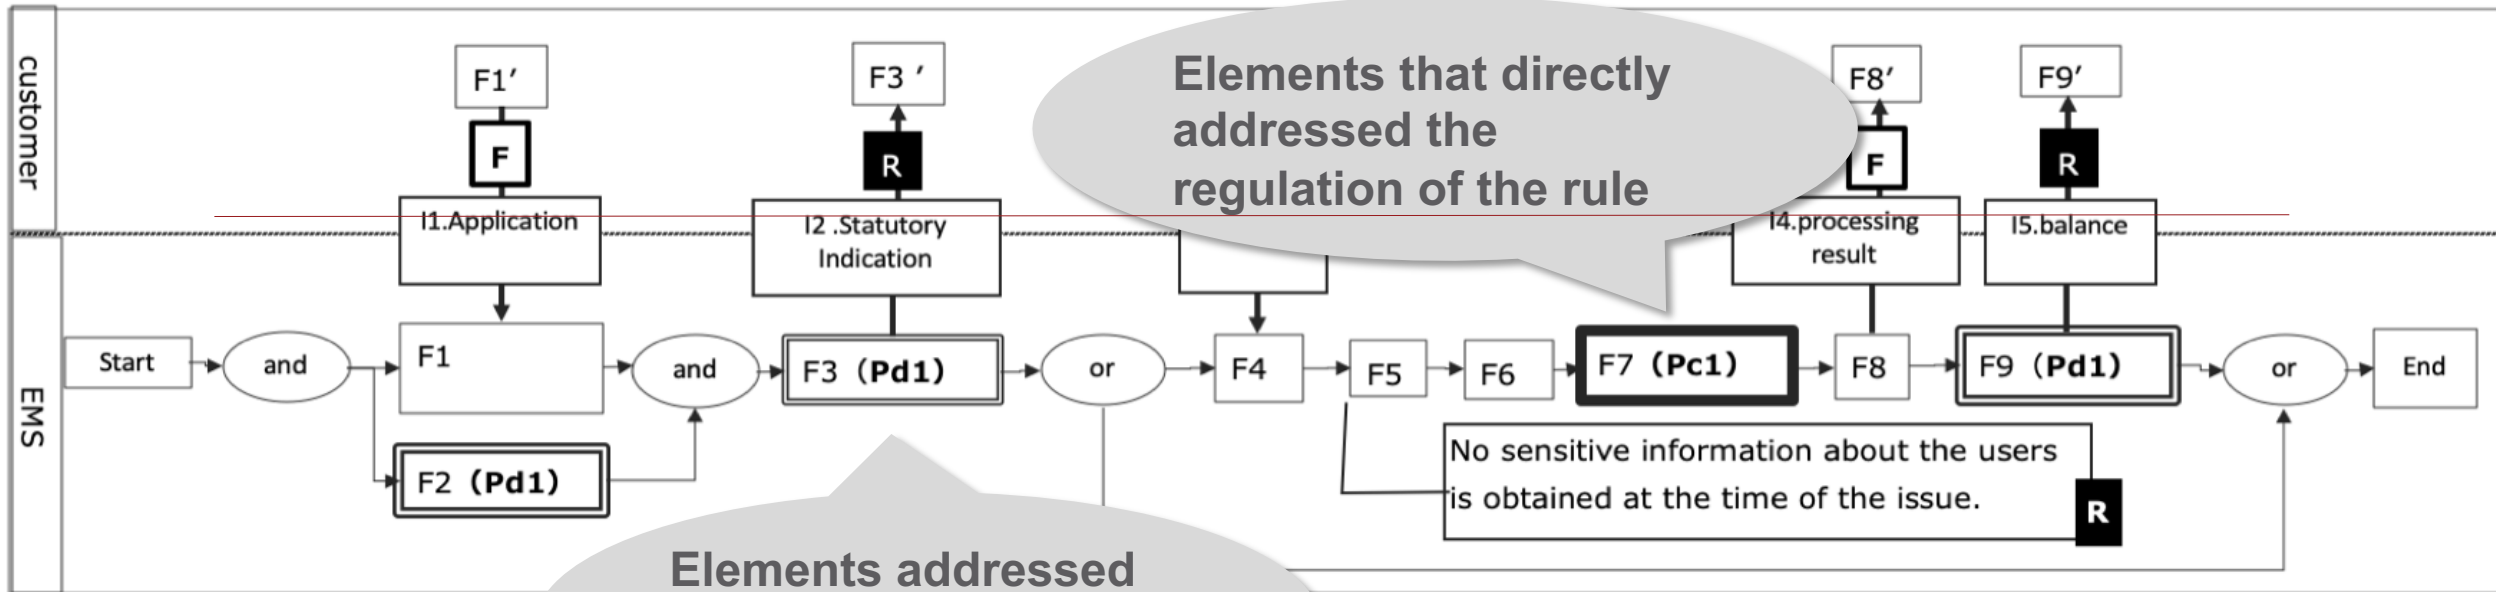 customer
F1′
F3 ′
F8′
F9′
F
R
F
R
Elements that directly
addressed the
regulation of the rule
I1.Application
I2 .Statutory
Indication
I4.processing
result
I5.balance
EMS
Start
and
F1
and
F3 (Pd1)
or
F4
F5
F6
F7 (Pc1)
F8
F9 (Pd1)
or
End
F2 (Pd1)
No sensitive information about the users
is obtained at the time of the issue.
R
Elements addressed